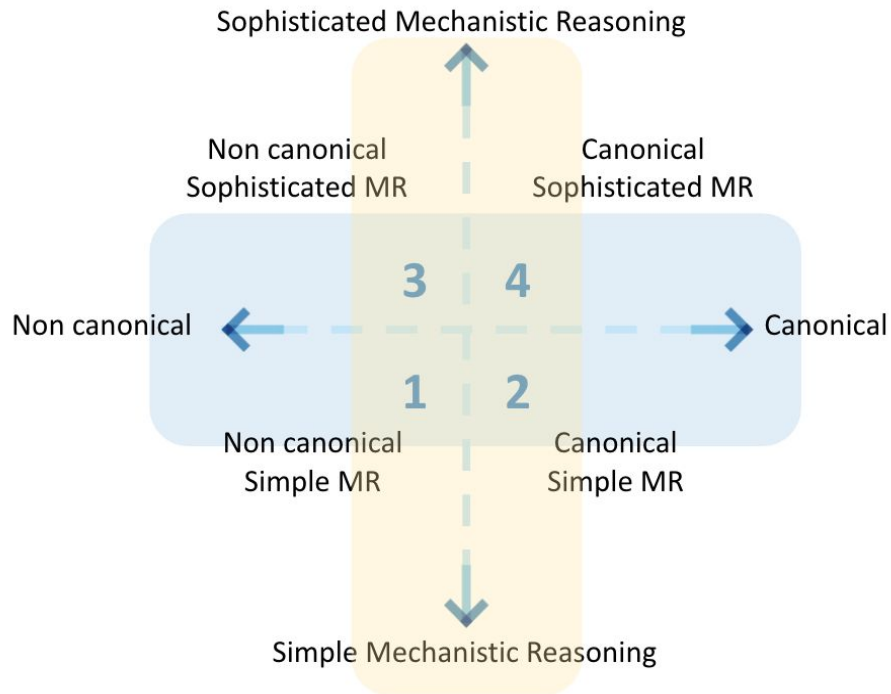 Sophisticated Mechanistic Reasoning
Non canonical
Sophisticated MR
Canonical
Sophisticated MR
3
4
Non canonical
Canonical
1
2
Non canonical
Simple MR
Canonical
Simple MR
Simple Mechanistic Reasoning